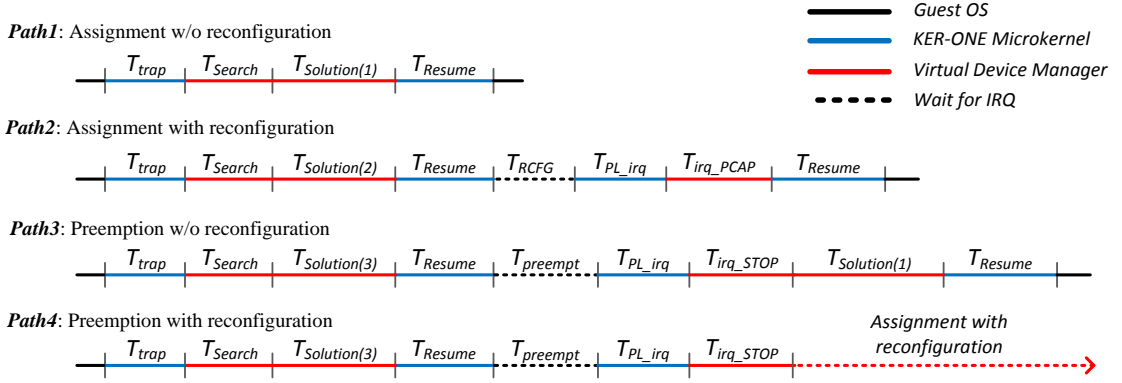 Guest OS
Path1: Assignment w/o reconfiguration
KER-ONE Microkernel
T_trap T_Search T_Solution(1) T_Resume
Virtual Device Manager
Wait for IRQ
Path2: Assignment with reconfiguration
T_trap T_Search T_Solution(2) T_Resume T_RCFG T_PL_irq T_irq_PCAP T_Resume
Path3: Preemption w/o reconfiguration
T_trap T_Search T_Solution(3) T_Resume T_preempt T_PL_irq T_irq_STOP T_Solution(1) T_Resume
Path4: Preemption with reconfiguration
Assignment with
reconfiguration
T_trap T_Search T_Solution(3) T_Resume T_preempt T_PL_irq T_irq_STOP